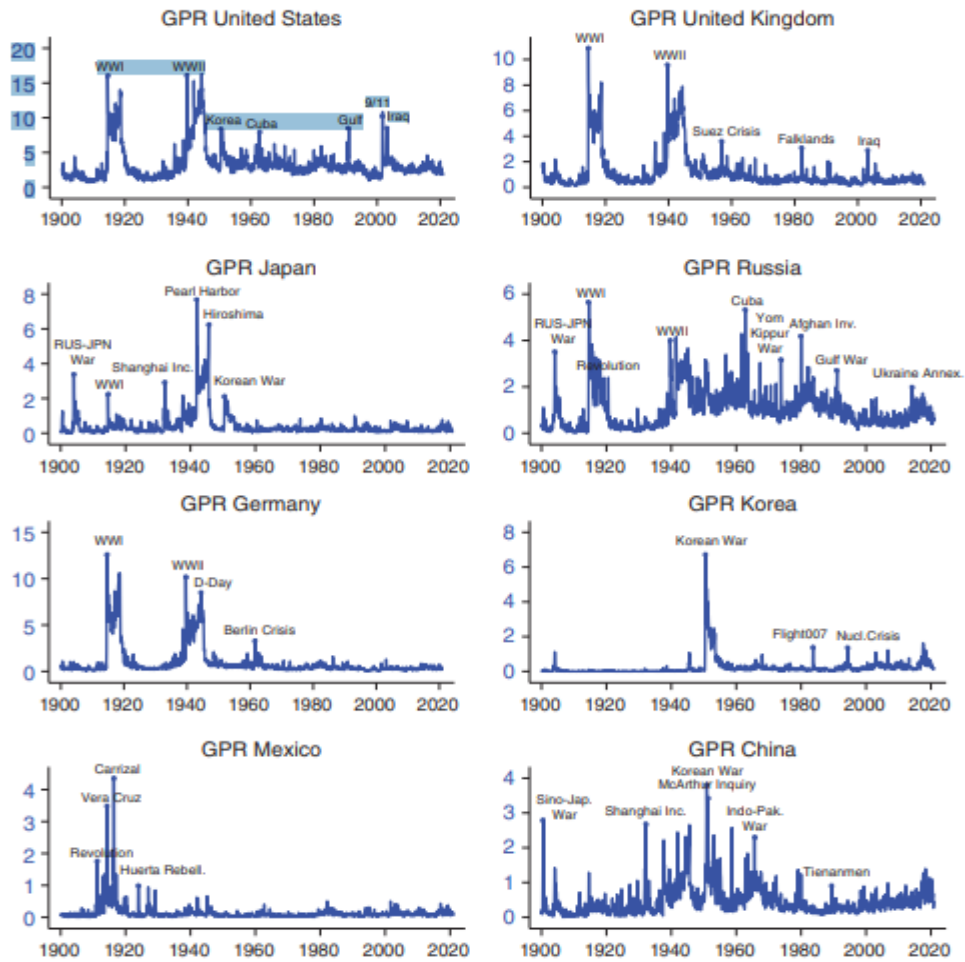 GPR United States
20
15
10
5
0
WWI
WWII
Korea
Cuba
Gulf
9/11
Iraq
1900 1920 1940 1960 1980 2000 2020
GPR United Kingdom
10
8
6
4
2
0
WWI
WWII
Suez Crisis
Falklands
Iraq
1900 1920 1940 1960 1980 2000 2020
GPR Japan
8
6
4
2
0
RUS-JPN
War
WWI
Shanghai Inc.
Pearl Harbor
Hiroshima
Korean War
1900 1920 1940 1960 1980 2000 2020
GPR Russia
6
4
2
0
RUS-JPN
War
WWI
Revolution
WWII
Cuba
Yom
Kippur
War
Afghan Inv.
Gulf War
Ukraine Annex.
1900 1920 1940 1960 1980 2000 2020
GPR Germany
15
10
5
0
WWI
WWII
D-Day
Berlin Crisis
1900 1920 1940 1960 1980 2000 2020
GPR Korea
8
6
4
2
0
Korean War
Flight007
Nucl.Crisis
1900 1920 1940 1960 1980 2000 2020
GPR Mexico
4
3
2
1
0
Carrizal
Vera Cruz
Revolution
Huerta Rebell.
1900 1920 1940 1960 1980 2000 2020
GPR China
4
3
2
1
0
Sino-Jap.
War
Shanghai Inc.
Korean War
McArthur Inquiry
Indo-Pak.
War
Tienanmen
1900 1920 1940 1960 1980 2000 2020